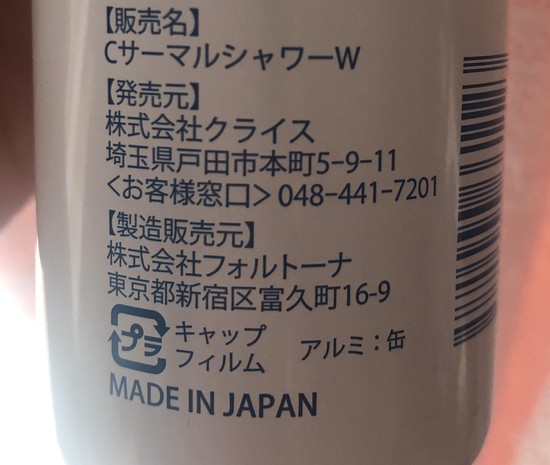 【販売名】
CサーマルシャワーW
【発売元】
株式会社クライス
埼玉県戸田市本町5-9-11
<お客様窓口> 048-441-7201
【製造販売元】
株式会社フォルトーナ
東京都新宿区富久町16-9
プラ
キャップ
フィルム
アルミ：缶
MADE IN JAPAN